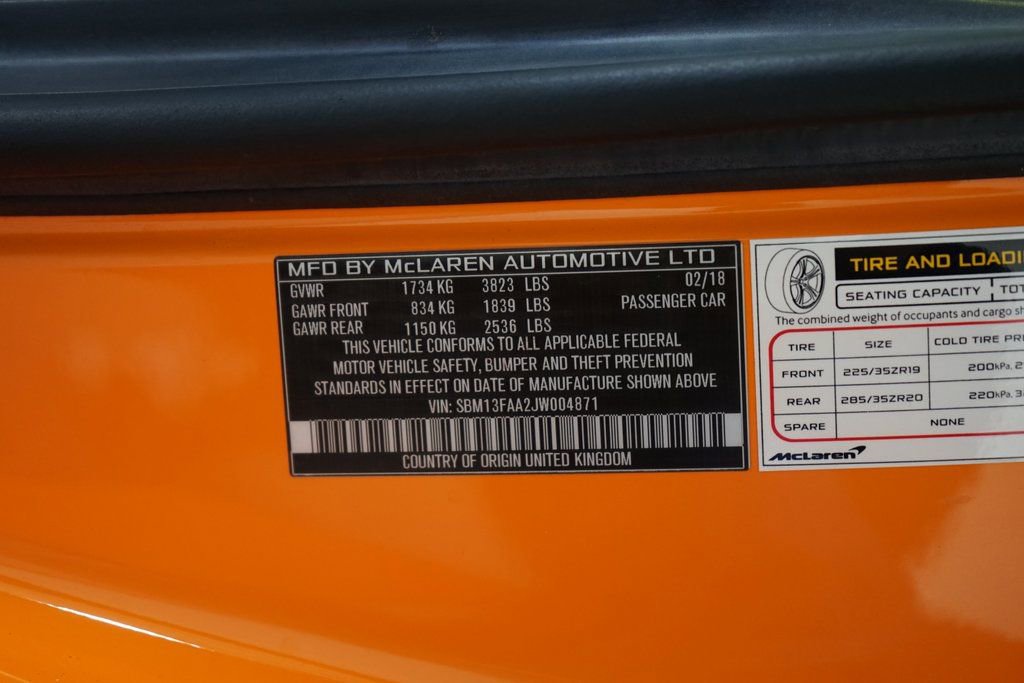 MFD BY McLAREN AUTOMOTIVE LTD
GVWR 1734 KG 3823 LBS 02/18
GAWR FRONT 834 KG 1839 LBS PASSENGER CAR
GAWR REAR 1150 KG 2536 LBS
THIS VEHICLE CONFORMS TO ALL APPLICABLE FEDERAL
MOTOR VEHICLE SAFETY, BUMPER AND THEFT PREVENTION
STANDARDS IN EFFECT ON DATE OF MANUFACTURE SHOWN ABOVE
VIN: SBM13FAA2JW004871
COUNTRY OF ORIGIN UNITED KINGDOM
TIRE AND LOADI
SEATING CAPACITY TOT
The combined weight of occupants and cargo sh
TIRE SIZE COLD TIRE PRE
FRONT 225/35ZR19 200kPa, 2
REAR 285/35ZR20 220kPa, 3
SPARE NONE
McLaren